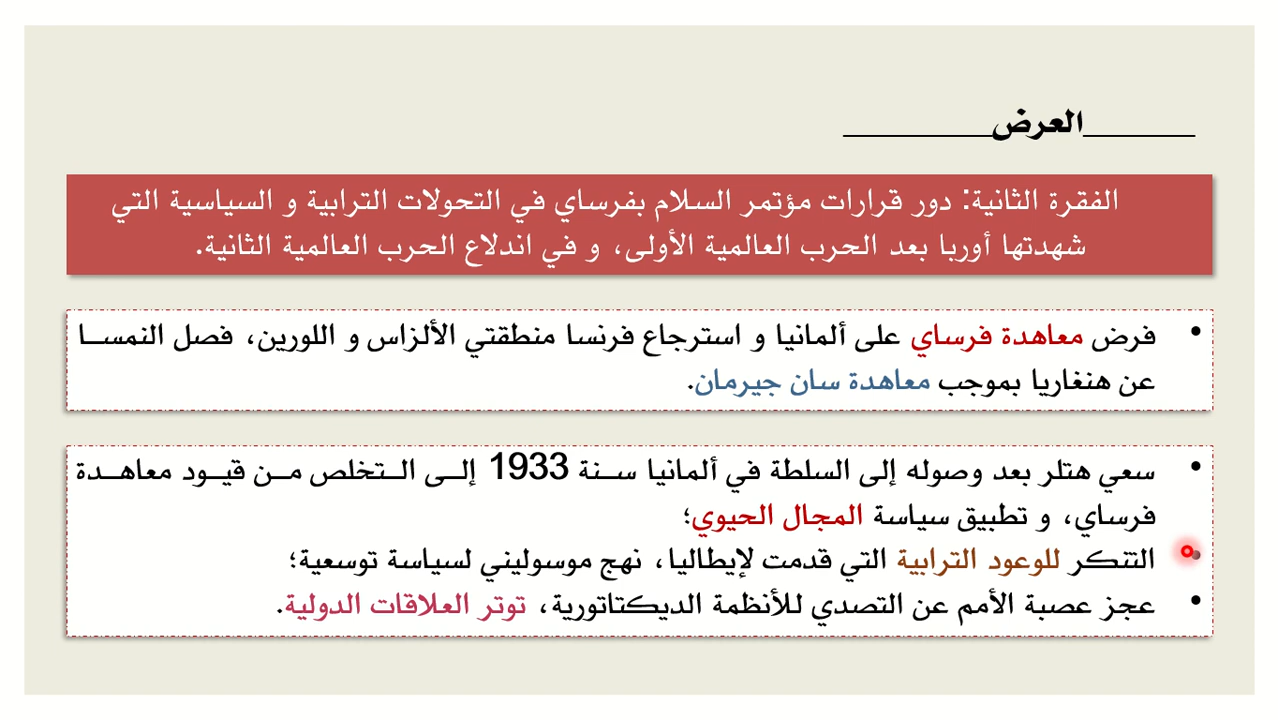 العرض
الفقرة الثانية: دور قرارات مؤتمر السلام بفرساي في التحولات الترابية و السياسية التي
شهدتها أوربا بعد الحرب العالمية الأولى، و في اندلاع الحرب العالمية الثانية.
• فرض معاهدة فرساي على ألمانيا و استرجاع فرنسا منطقتي الألزاس و اللورين، فصل النمسا
عن هنغاريا بموجب معاهدة سان جيرمان.
• سعي هتلر بعد وصوله إلى السلطة في ألمانيا سنة 1933 إلى التخلص من قيود معاهدة
فرساي، و تطبيق سياسة المجال الحيوي؛
• التنكر للوعود الترابية التي قدمت لإيطاليا، نهج موسوليني لسياسة توسعية؛
• عجز عصبة الأمم عن التصدي للأنظمة الديكتاتورية، توتر العلاقات الدولية.